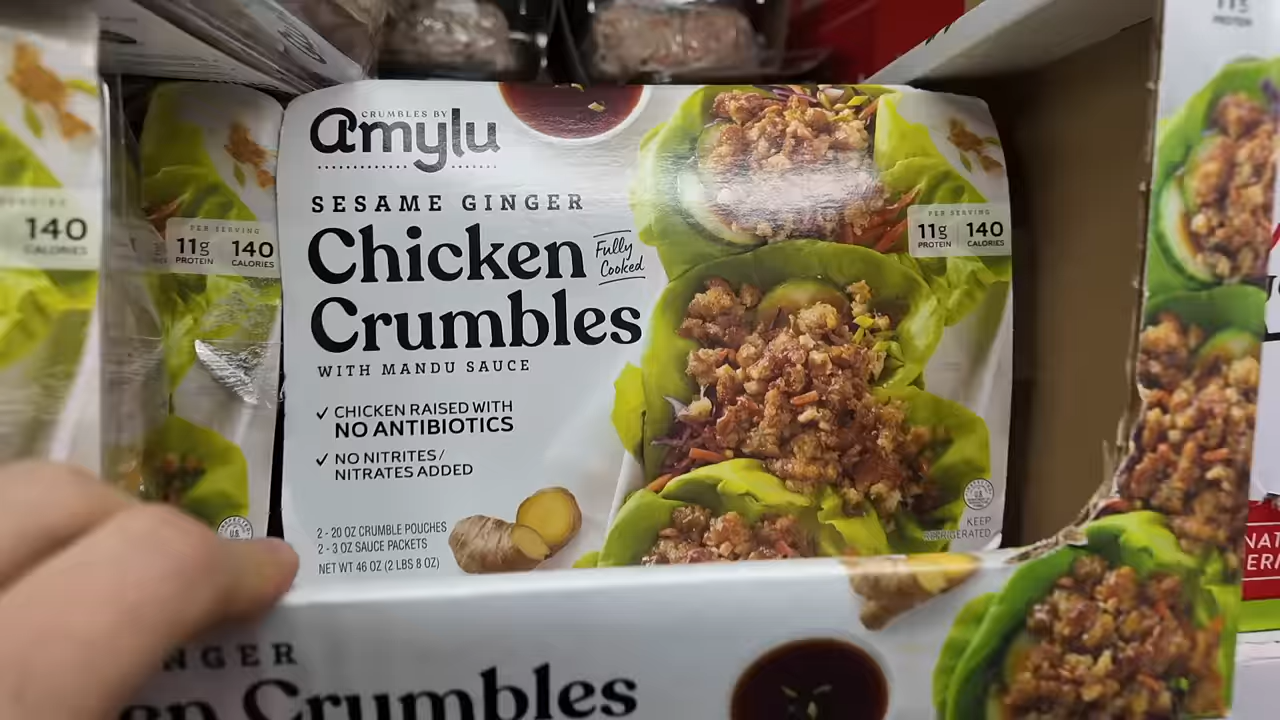 CRUMBLES BY
amylu
SESAME GINGER
Chicken
Crumbles
Fully
Cooked
WITH MANDU SAUCE
✓ CHICKEN RAISED WITH
NO ANTIBIOTICS
✓ NO NITRITES/
NITRATES ADDED
2 - 20 OZ CRUMBLE POUCHES
2 - 3 OZ SAUCE PACKETS
NET WT 46 OZ (2 LBS 8 OZ)
PER SERVING
11g 140
PROTEIN CALORIES
KEEP
REFRIGERATED
140
CALORIES
PER SERVING
11g 140
PROTEIN CALORIES
PROTEIN
NGER
Crumbles